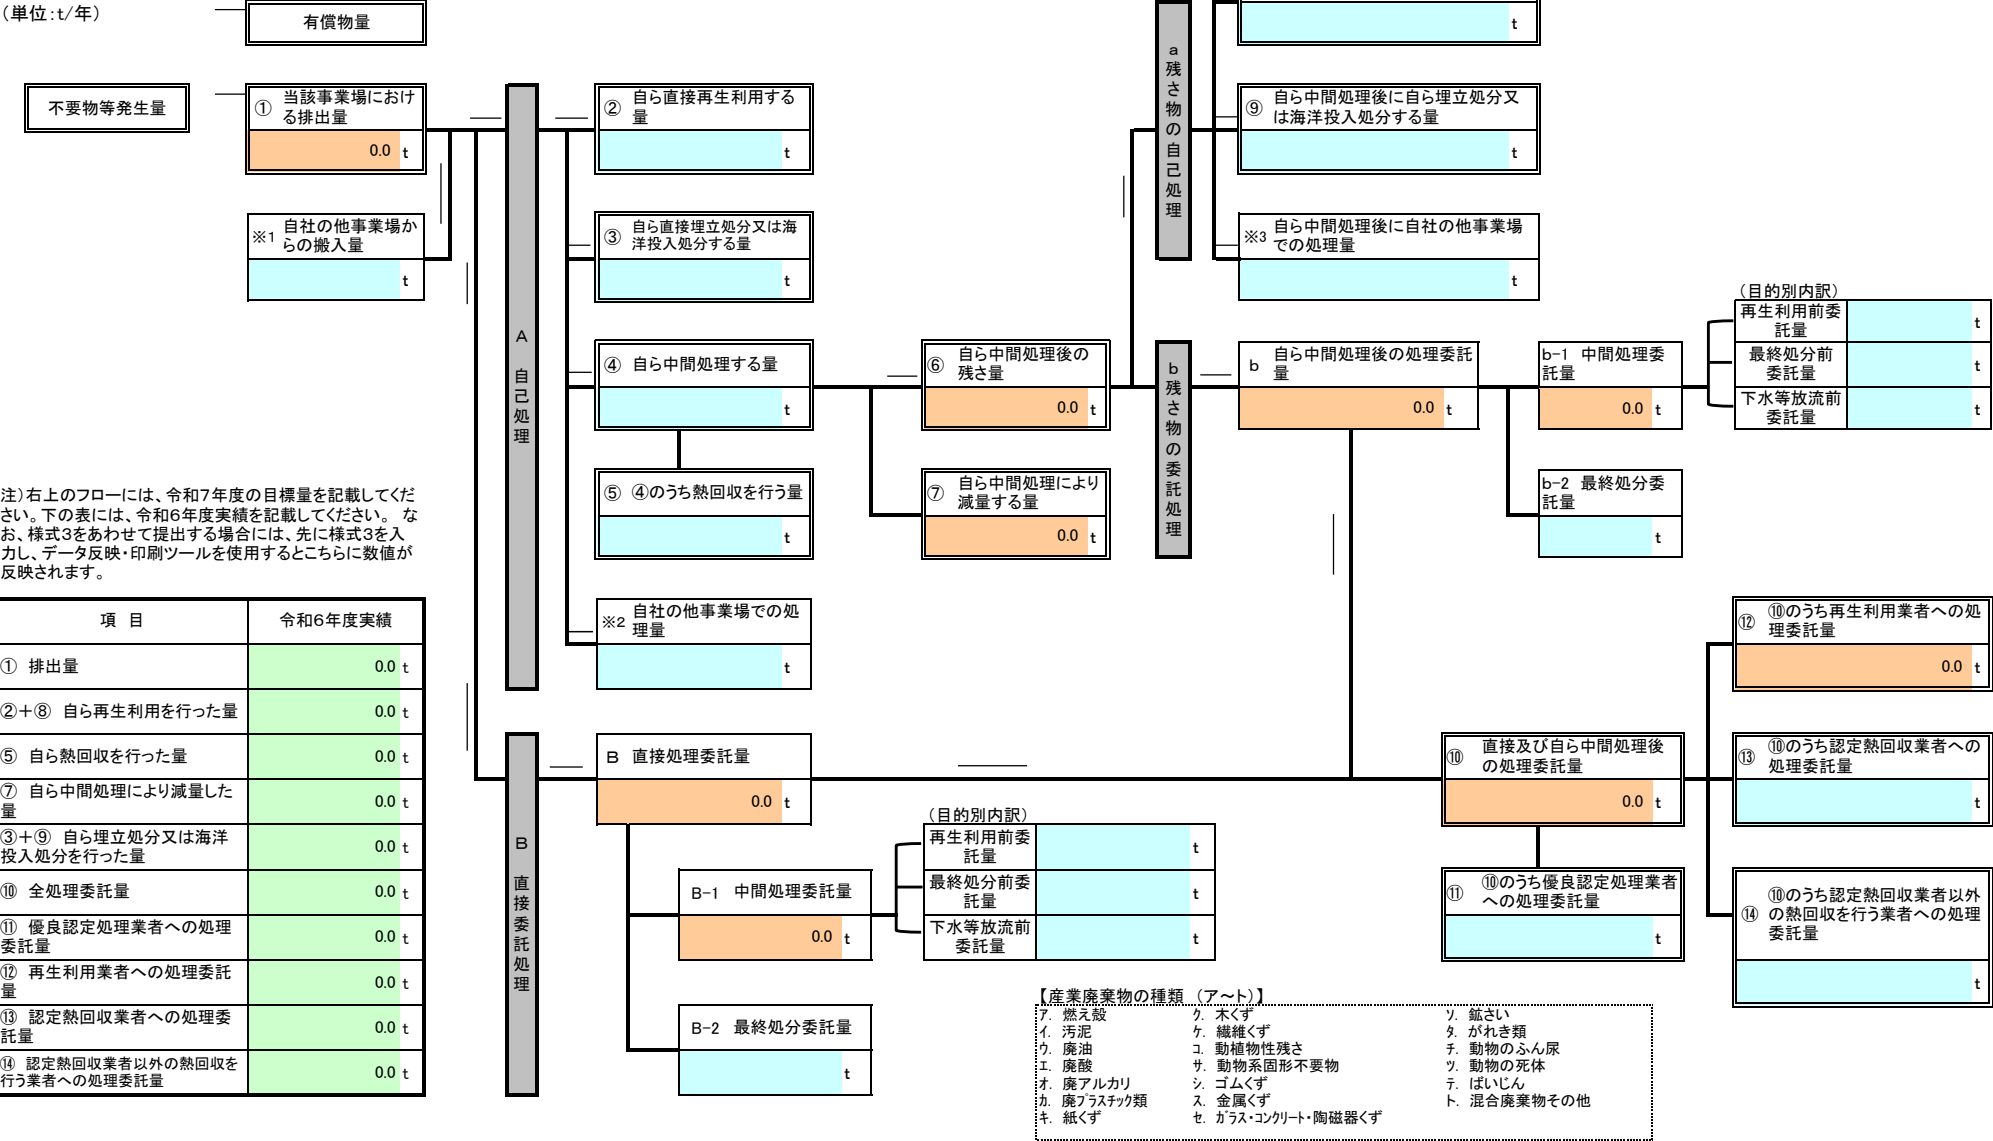 (単位:t/年)
有償物量
t
不要物等発生量
① 当該事業場におけ
る排出量
0.0 t
※1 自社の他事業場か
らの搬入量
t
A 自己処理
② 自ら直接再生利用する
量
t
③ 自ら直接埋立処分又は海
洋投入処分する量
t
④ 自ら中間処理する量
t
⑤ ④のうち熱回収を行う量
t
※2 自社の他事業場での処
理量
t
⑥ 自ら中間処理後の
残さ量
0.0 t
⑦ 自ら中間処理により
減量する量
0.0 t
a残さ物の自己処理
⑨ 自ら中間処理後に自ら埋立処分又
は海洋投入処分する量
t
※3 自ら中間処理後に自社の他事業場
での処理量
t
b残さ物の委託処理
b 自ら中間処理後の処理委託
量
0.0 t
b-1 中間処理委
託量
0.0 t
b-2 最終処分委
託量
t
(目的別内訳)
再生利用前委
託量
t
最終処分前
委託量
t
下水等放流前
委託量
t
注)右上のフローには、令和7年度の目標量を記載してくだ
さい。下の表には、令和6年度実績を記載してください。 な
お、様式3をあわせて提出する場合には、先に様式3を入
力し、データ反映・印刷ツールを使用するとこちらに数値が
反映されます。
項 目 令和6年度実績
① 排出量 0.0 t
②+⑧ 自ら再生利用を行った量 0.0 t
⑤ 自ら熱回収を行った量 0.0 t
⑦ 自ら中間処理により減量した
量 0.0 t
③+⑨ 自ら埋立処分又は海洋
投入処分を行った量 0.0 t
⑩ 全処理委託量 0.0 t
⑪ 優良認定処理業者への処理
委託量 0.0 t
⑫ 再生利用業者への処理委託
量 0.0 t
⑬ 認定熱回収業者への処理委
託量 0.0 t
⑭ 認定熱回収業者以外の熱回収を
行う業者への処理委託量 0.0 t
B 直接委託処理
B 直接処理委託量
0.0 t
B-1 中間処理委託量
0.0 t
B-2 最終処分委託量
t
(目的別内訳)
再生利用前委
託量
t
最終処分前委
託量
t
下水等放流前
委託量
t
⑩ 直接及び自ら中間処理後
の処理委託量
0.0 t
⑪ ⑩のうち優良認定処理業者
への処理委託量
t
⑫ ⑩のうち再生利用業者への処
理委託量
0.0 t
⑬ ⑩のうち認定熱回収業者への
処理委託量
t
⑭ ⑩のうち認定熱回収業者以外
の熱回収を行う業者への処理
委託量
t
【産業廃棄物の種類 (ア~ト)】
ア. 燃え殻 ク. 木くず ソ. 鉱さい
イ. 汚泥 ケ. 繊維くず タ. がれき類
ウ. 廃油 コ. 動植物性残さ チ. 動物のふん尿
エ. 廃酸 サ. 動物系固形不要物 ツ. 動物の死体
オ. 廃アルカリ シ. ゴムくず テ. ばいじん
カ. 廃プラスチック類 ス. 金属くず ト. 混合廃棄物その他
キ. 紙くず セ. ガラス・コンクリート・陶磁器くず